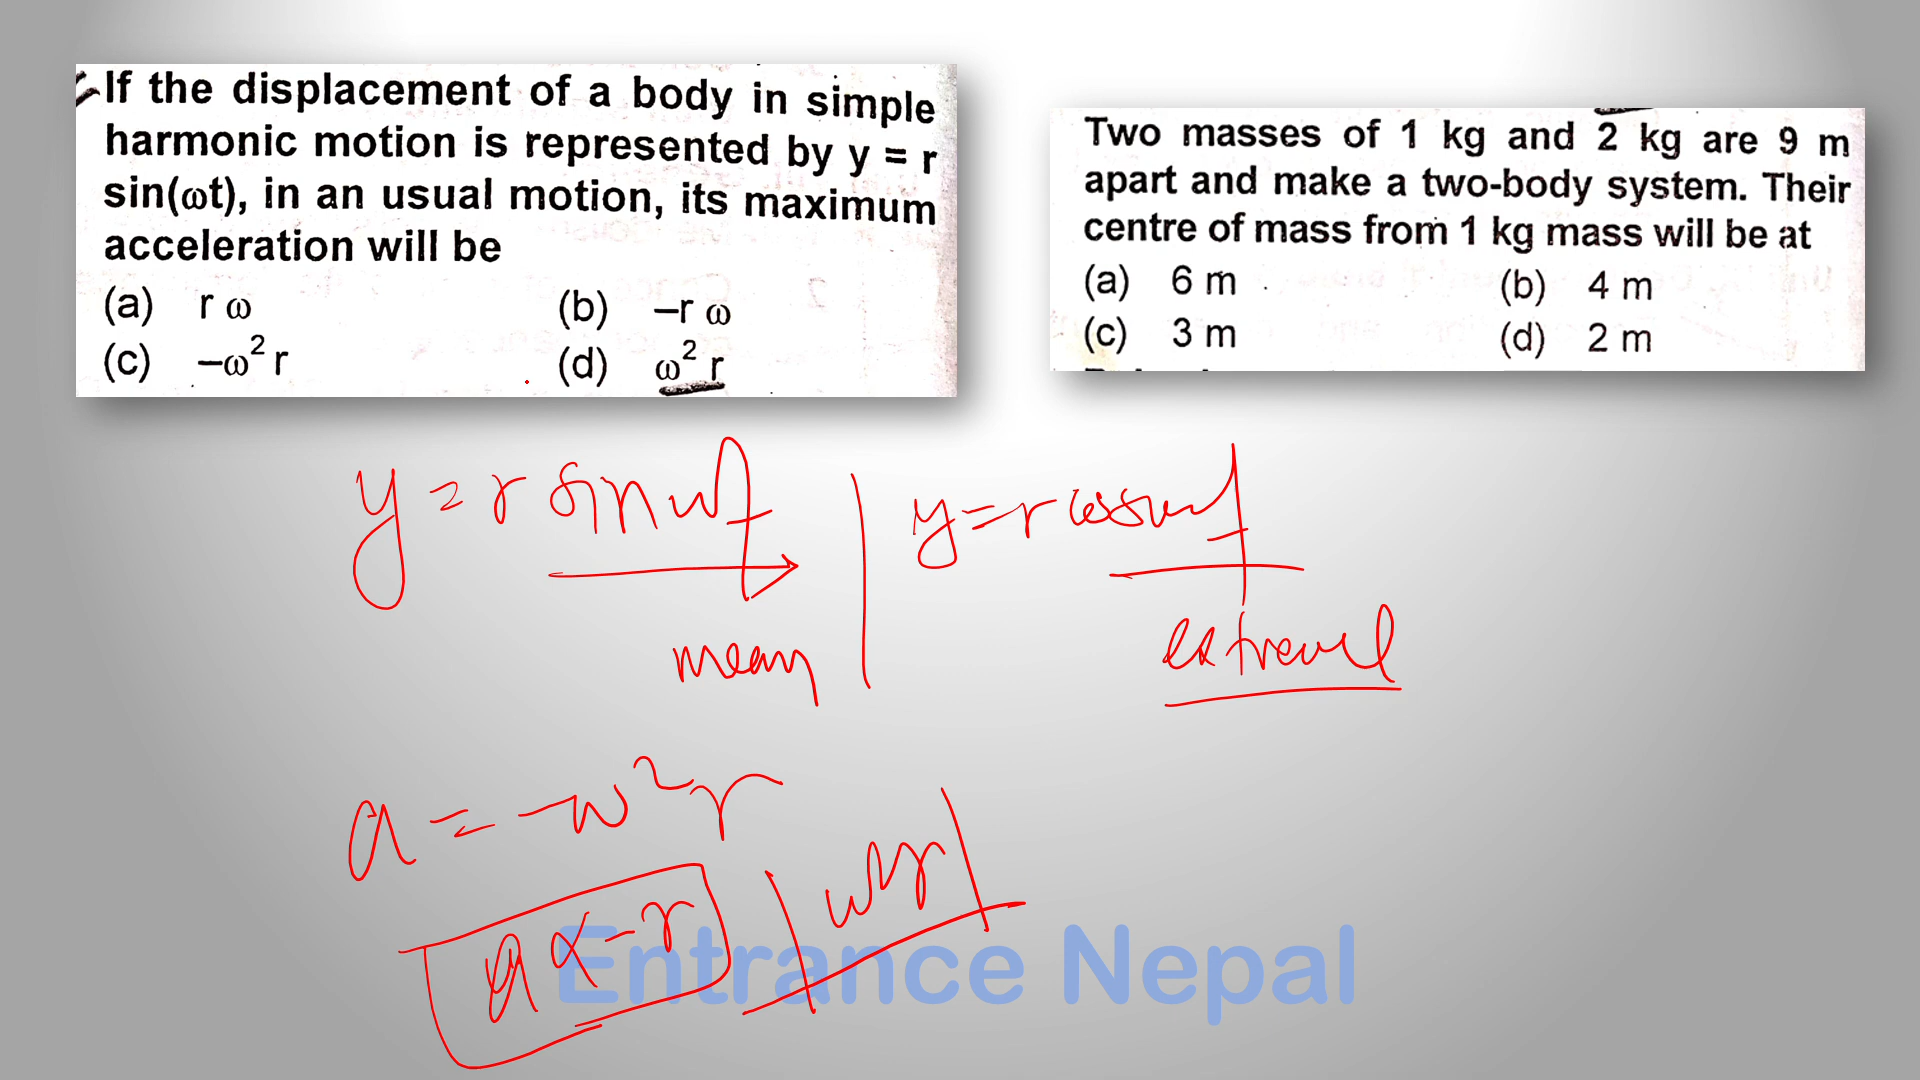 If the displacement of a body in simple
harmonic motion is represented by y = r
sin(ωt), in an usual motion, its maximum
acceleration will be
(a) r ω (b) –r ω
(c) –ω² r (d) ω² r
Two masses of 1 kg and 2 kg are 9 m
apart and make a two-body system. Their
centre of mass from 1 kg mass will be at
(a) 6 m (b) 4 m
(c) 3 m (d) 2 m
y = r sin ωt
mean
y = r cos ωt
a = -ω² r
a ∝ -r
Entrance Nepal